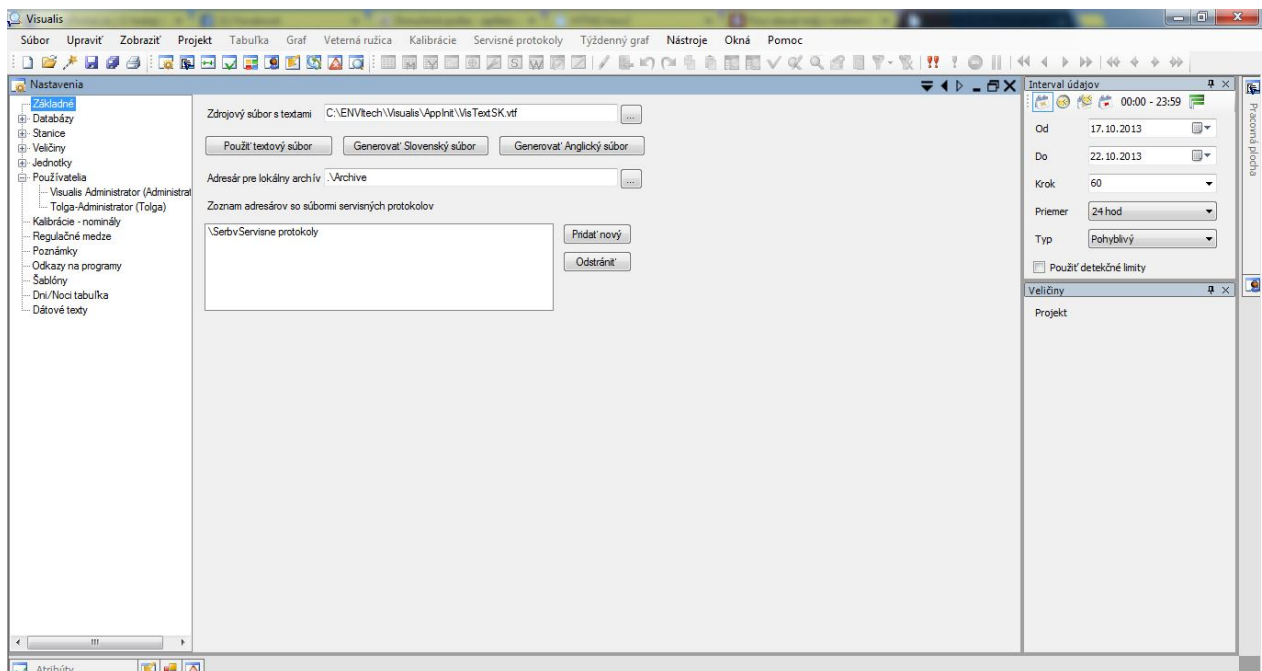 Visualis
Súbor Upraviť Zobraziť Projekt Tabuľka Graf Veterná ružica Kalibrácie Servisné protokoly Týždenný graf Nástroje Okná Pomoc
Nastavenia
Základné
Databázy
Stanice
Veličiny
Jednotky
Používatelia
Visualis Administrator (Administrat
Tolga-Administrator (Tolga)
Kalibrácie - nominály
Regulačné medze
Poznámky
Odkazy na programy
Šablóny
Dni/Noci tabuľka
Dátové texty
Zdrojový súbor s textami C:\ENVItech\Visualis\AppInit\VisTextSK.vtf ...
Použiť textový súbor Generovať Slovenský súbor Generovať Anglický súbor
Adresár pre lokálny archív .\Archive ...
Zoznam adresárov so súbormi servisných protokolov
\SerbvServisne protokoly
Pridať nový
Odstrániť
Interval údajov
00:00 - 23:59
Od 17.10.2013
Do 22.10.2013
Krok 60
Priemer 24 hod
Typ Pohyblivý
Použiť detekčné limity
Veličiny
Projekt
Pracovná plocha
Atribúty